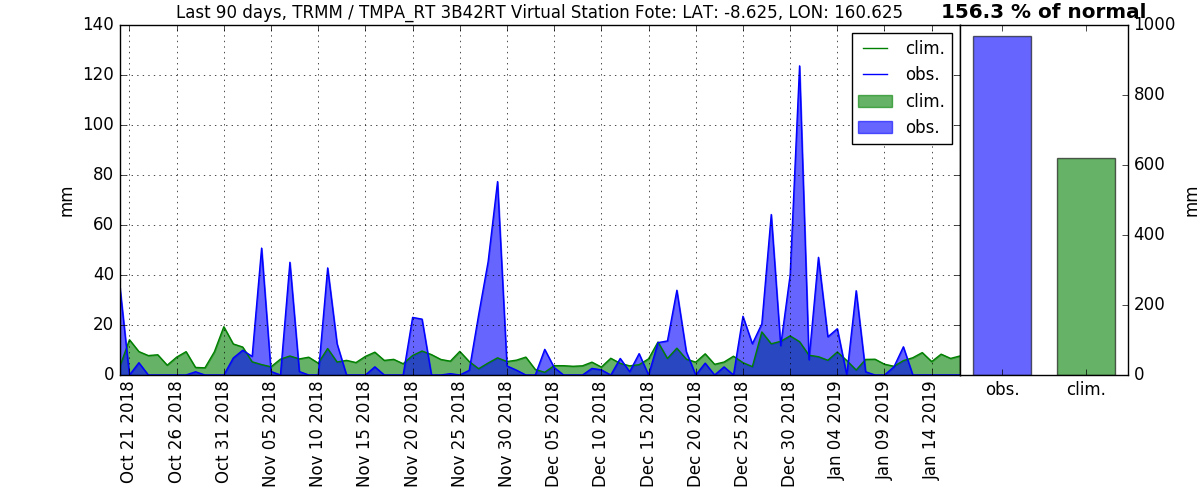 Last 90 days, TRMM / TMPA_RT 3B42RT Virtual Station Fote: LAT: -8.625, LON: 160.625
156.3 % of normal
140
120
100
80
60
40
20
0
mm
clim.
obs.
clim.
obs.
Oct 21 2018
Oct 26 2018
Oct 31 2018
Nov 05 2018
Nov 10 2018
Nov 15 2018
Nov 20 2018
Nov 25 2018
Nov 30 2018
Dec 05 2018
Dec 10 2018
Dec 15 2018
Dec 20 2018
Dec 25 2018
Dec 30 2018
Jan 04 2019
Jan 09 2019
Jan 14 2019
1000
800
600
400
200
0
mm
obs.
clim.